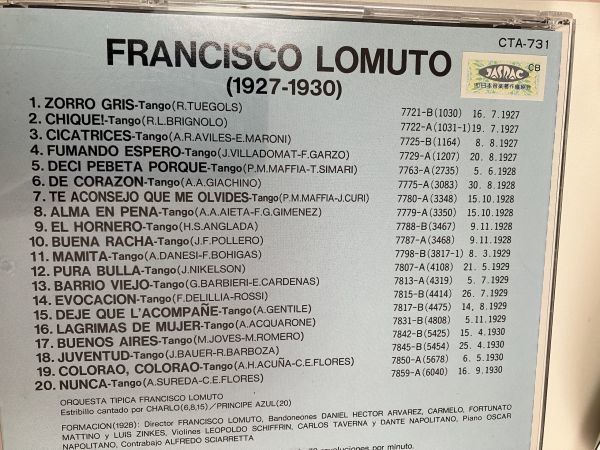 CTA-731
FRANCISCO LOMUTO
(1927-1930)
JASRAC
CB
1. ZORRO GRIS-Tango(R.TUEGOLS) 7721-B(1030) 16. 7.1927
2. CHIQUE!-Tango(R.L.BRIGNOLO) 7722-A(1031-1)19. 7.1927
3. CICATRICES-Tango(A.R.AVILES-E.MARONI) 7725-B(1164) 8. 8.1927
4. FUMANDO ESPERO-Tango(J.VILLADOMAT-F.GARZO) 7729-A(1207) 20. 8.1927
5. DECI PEBETA PORQUE-Tango(P.M.MAFFIA-T.SIMARI) 7763-A(2735) 5. 6.1928
6. DE CORAZON-Tango(A.A.GIACHINO) 7775-A(3083) 30. 8.1928
7. TE ACONSEJO QUE ME OLVIDES-Tango(P.M.MAFFIA-J.CURI) 7780-A(3348) 15.10.1928
8. ALMA EN PENA-Tango(A.A.AIETA-F.G.GIMENEZ) 7779-A(3350) 15.10.1928
9. EL HORNERO-Tango(H.S.ANGLADA) 7788-B(3467) 9.11.1928
10. BUENA RACHA-Tango(J.F.POLLERO) 7787-A(3468) 9.11.1928
11. MAMITA-Tango(A.DANESI-F.BOHIGAS) 7798-B(3817-1) 8. 3.1929
12. PURA BULLA-Tango(J.NIKELSON) 7807-A(4108) 21. 5.1929
13. BARRIO VIEJO-Tango(G.BARBIERI-E.CARDENAS) 7813-A(4319) 5. 7.1929
14. EVOCACION-Tango(F.DELILLIA-ROSSI) 7815-B(4414) 26. 7.1929
15. DEJE QUE L'ACOMPAÑE-Tango(A.GENTILE) 7817-B(4475) 14. 8.1929
16. LAGRIMAS DE MUJER-Tango(A.ACQUARONE) 7831-B(4808) 5.11.1929
17. BUENOS AIRES-Tango(M.JOVES-M.ROMERO) 7842-B(5425) 15. 4.1930
18. JUVENTUD-Tango(J.BAUER-R.BARBOZA) 7845-B(5454) 25. 4.1930
19. COLORAO, COLORAO-Tango(A.H.ACUÑA-C.E.FLORES) 7850-A(5678) 6. 5.1930
20. NUNCA-Tango(A.SUREDA-C.E.FLORES) 7859-A(6040) 16. 9.1930
ORQUESTA TIPICA FRANCISCO LOMUTO
Estribillo cantado por CHARLO(6,8,15)/PRINCIPE AZUL(20)
FORMACION(1928): Director FRANCISCO LOMUTO, Bandoneones DANIEL HECTOR ARVAREZ, CARMELO, FORTUNATO
MATTINO y LUIS ZINKES, Violines LEOPOLDO SCHIFFRIN, CARLOS TAVERNA y DANTE NAPOLITANO, Piano OSCAR
NAPOLITANO, Contrabajo ALFREDO SCIARRETTA
revoluciones por minuto.